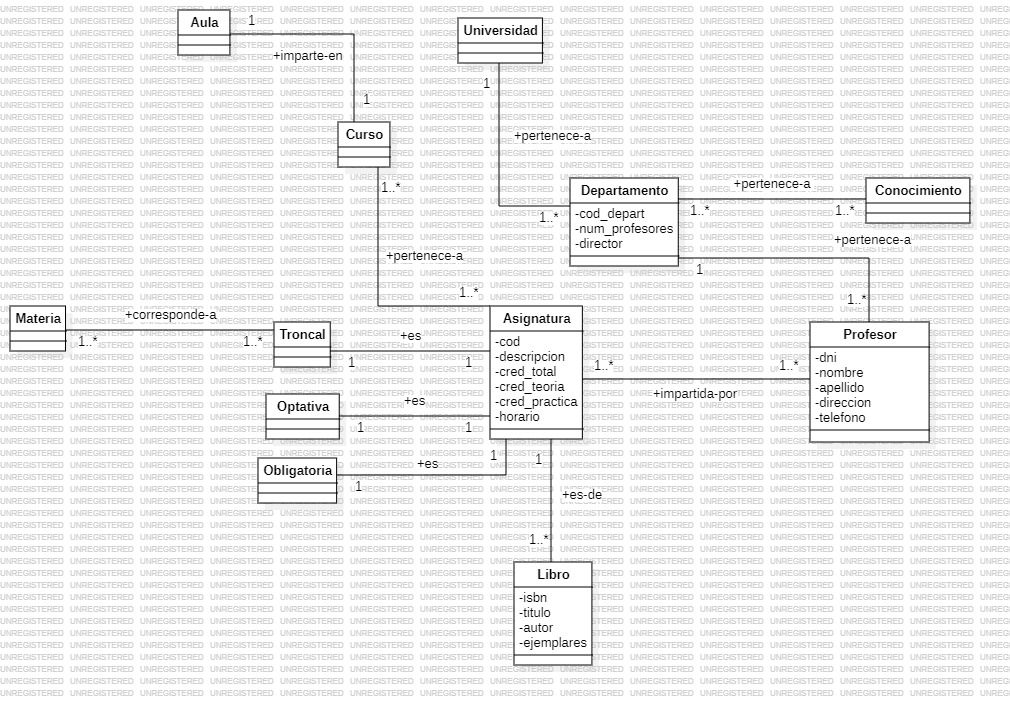 Aula
1
+imparte-en
1
Curso
Universidad
1
+pertenece-a
1..*
Departamento
-cod_depart
-num_profesores
-director
+pertenece-a
1..*
1..*
Conocimiento
+pertenece-a
1
1..*
1..*
+pertenece-a
1..*
Materia
+corresponde-a
1..*
1..*
Troncal
+es
1
1
Optativa
+es
1
1
Obligatoria
+es
1
1
Asignatura
-cod
-descripcion
-cred_total
-cred_teoria
-cred_practica
-horario
1..*
1..*
+impartida-por
Profesor
-dni
-nombre
-apellido
-direccion
-telefono
1
+es-de
1..*
Libro
-isbn
-titulo
-autor
-ejemplares
UNREGISTERED